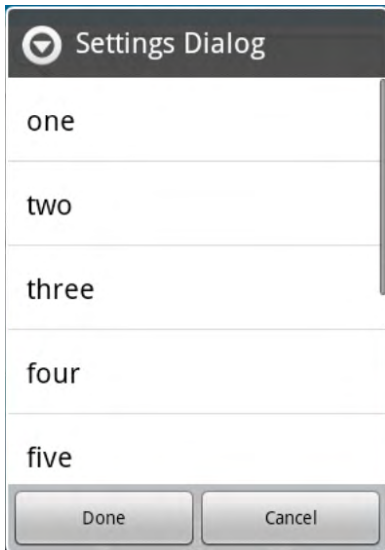 Settings Dialog
one
two
three
four
five
Done Cancel